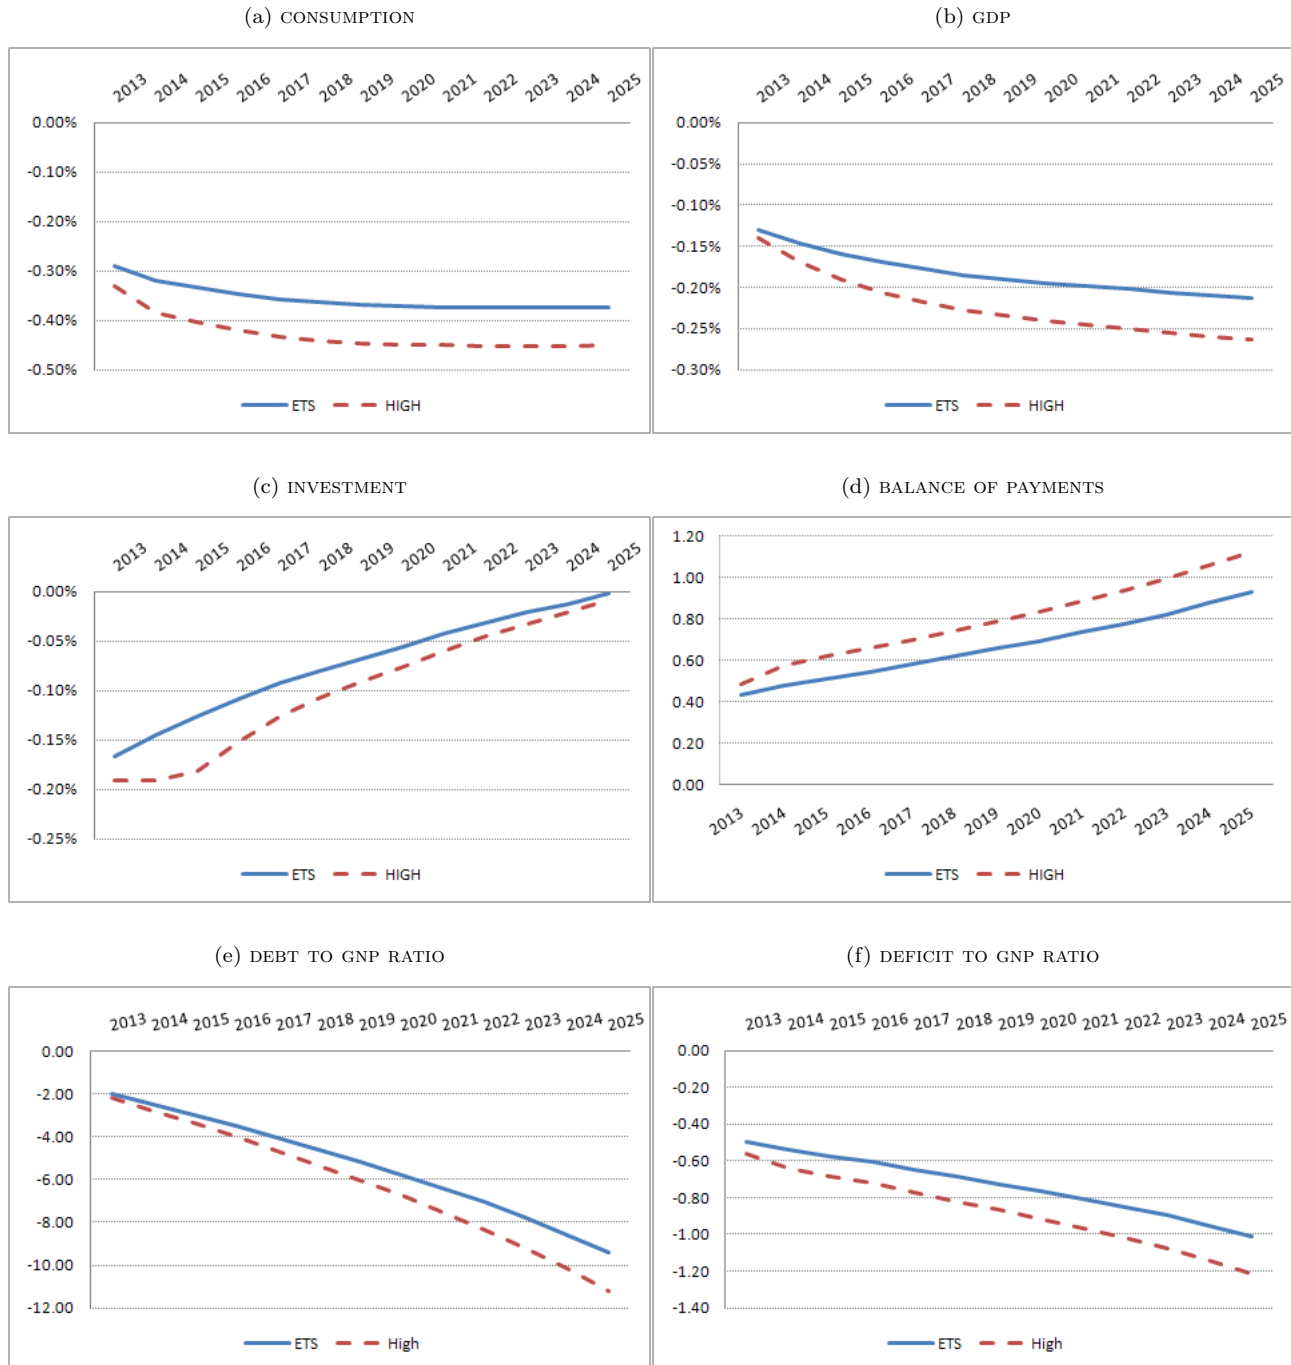 (a) CONSUMPTION
2013 2014 2015 2016 2017 2018 2019 2020 2021 2022 2023 2024 2025
0.00%
-0.10%
-0.20%
-0.30%
-0.40%
-0.50%
ETS HIGH
(b) GDP
2013 2014 2015 2016 2017 2018 2019 2020 2021 2022 2023 2024 2025
0.00%
-0.05%
-0.10%
-0.15%
-0.20%
-0.25%
-0.30%
ETS HIGH
(c) INVESTMENT
2013 2014 2015 2016 2017 2018 2019 2020 2021 2022 2023 2024 2025
0.00%
-0.05%
-0.10%
-0.15%
-0.20%
-0.25%
ETS HIGH
(d) BALANCE OF PAYMENTS
1.20
1.00
0.80
0.60
0.40
0.20
0.00
2013 2014 2015 2016 2017 2018 2019 2020 2021 2022 2023 2024 2025
ETS HIGH
(e) DEBT TO GNP RATIO
2013 2014 2015 2016 2017 2018 2019 2020 2021 2022 2023 2024 2025
0.00
-2.00
-4.00
-6.00
-8.00
-10.00
-12.00
ETS High
(f) DEFICIT TO GNP RATIO
2013 2014 2015 2016 2017 2018 2019 2020 2021 2022 2023 2024 2025
0.00
-0.20
-0.40
-0.60
-0.80
-1.00
-1.20
-1.40
ETS High